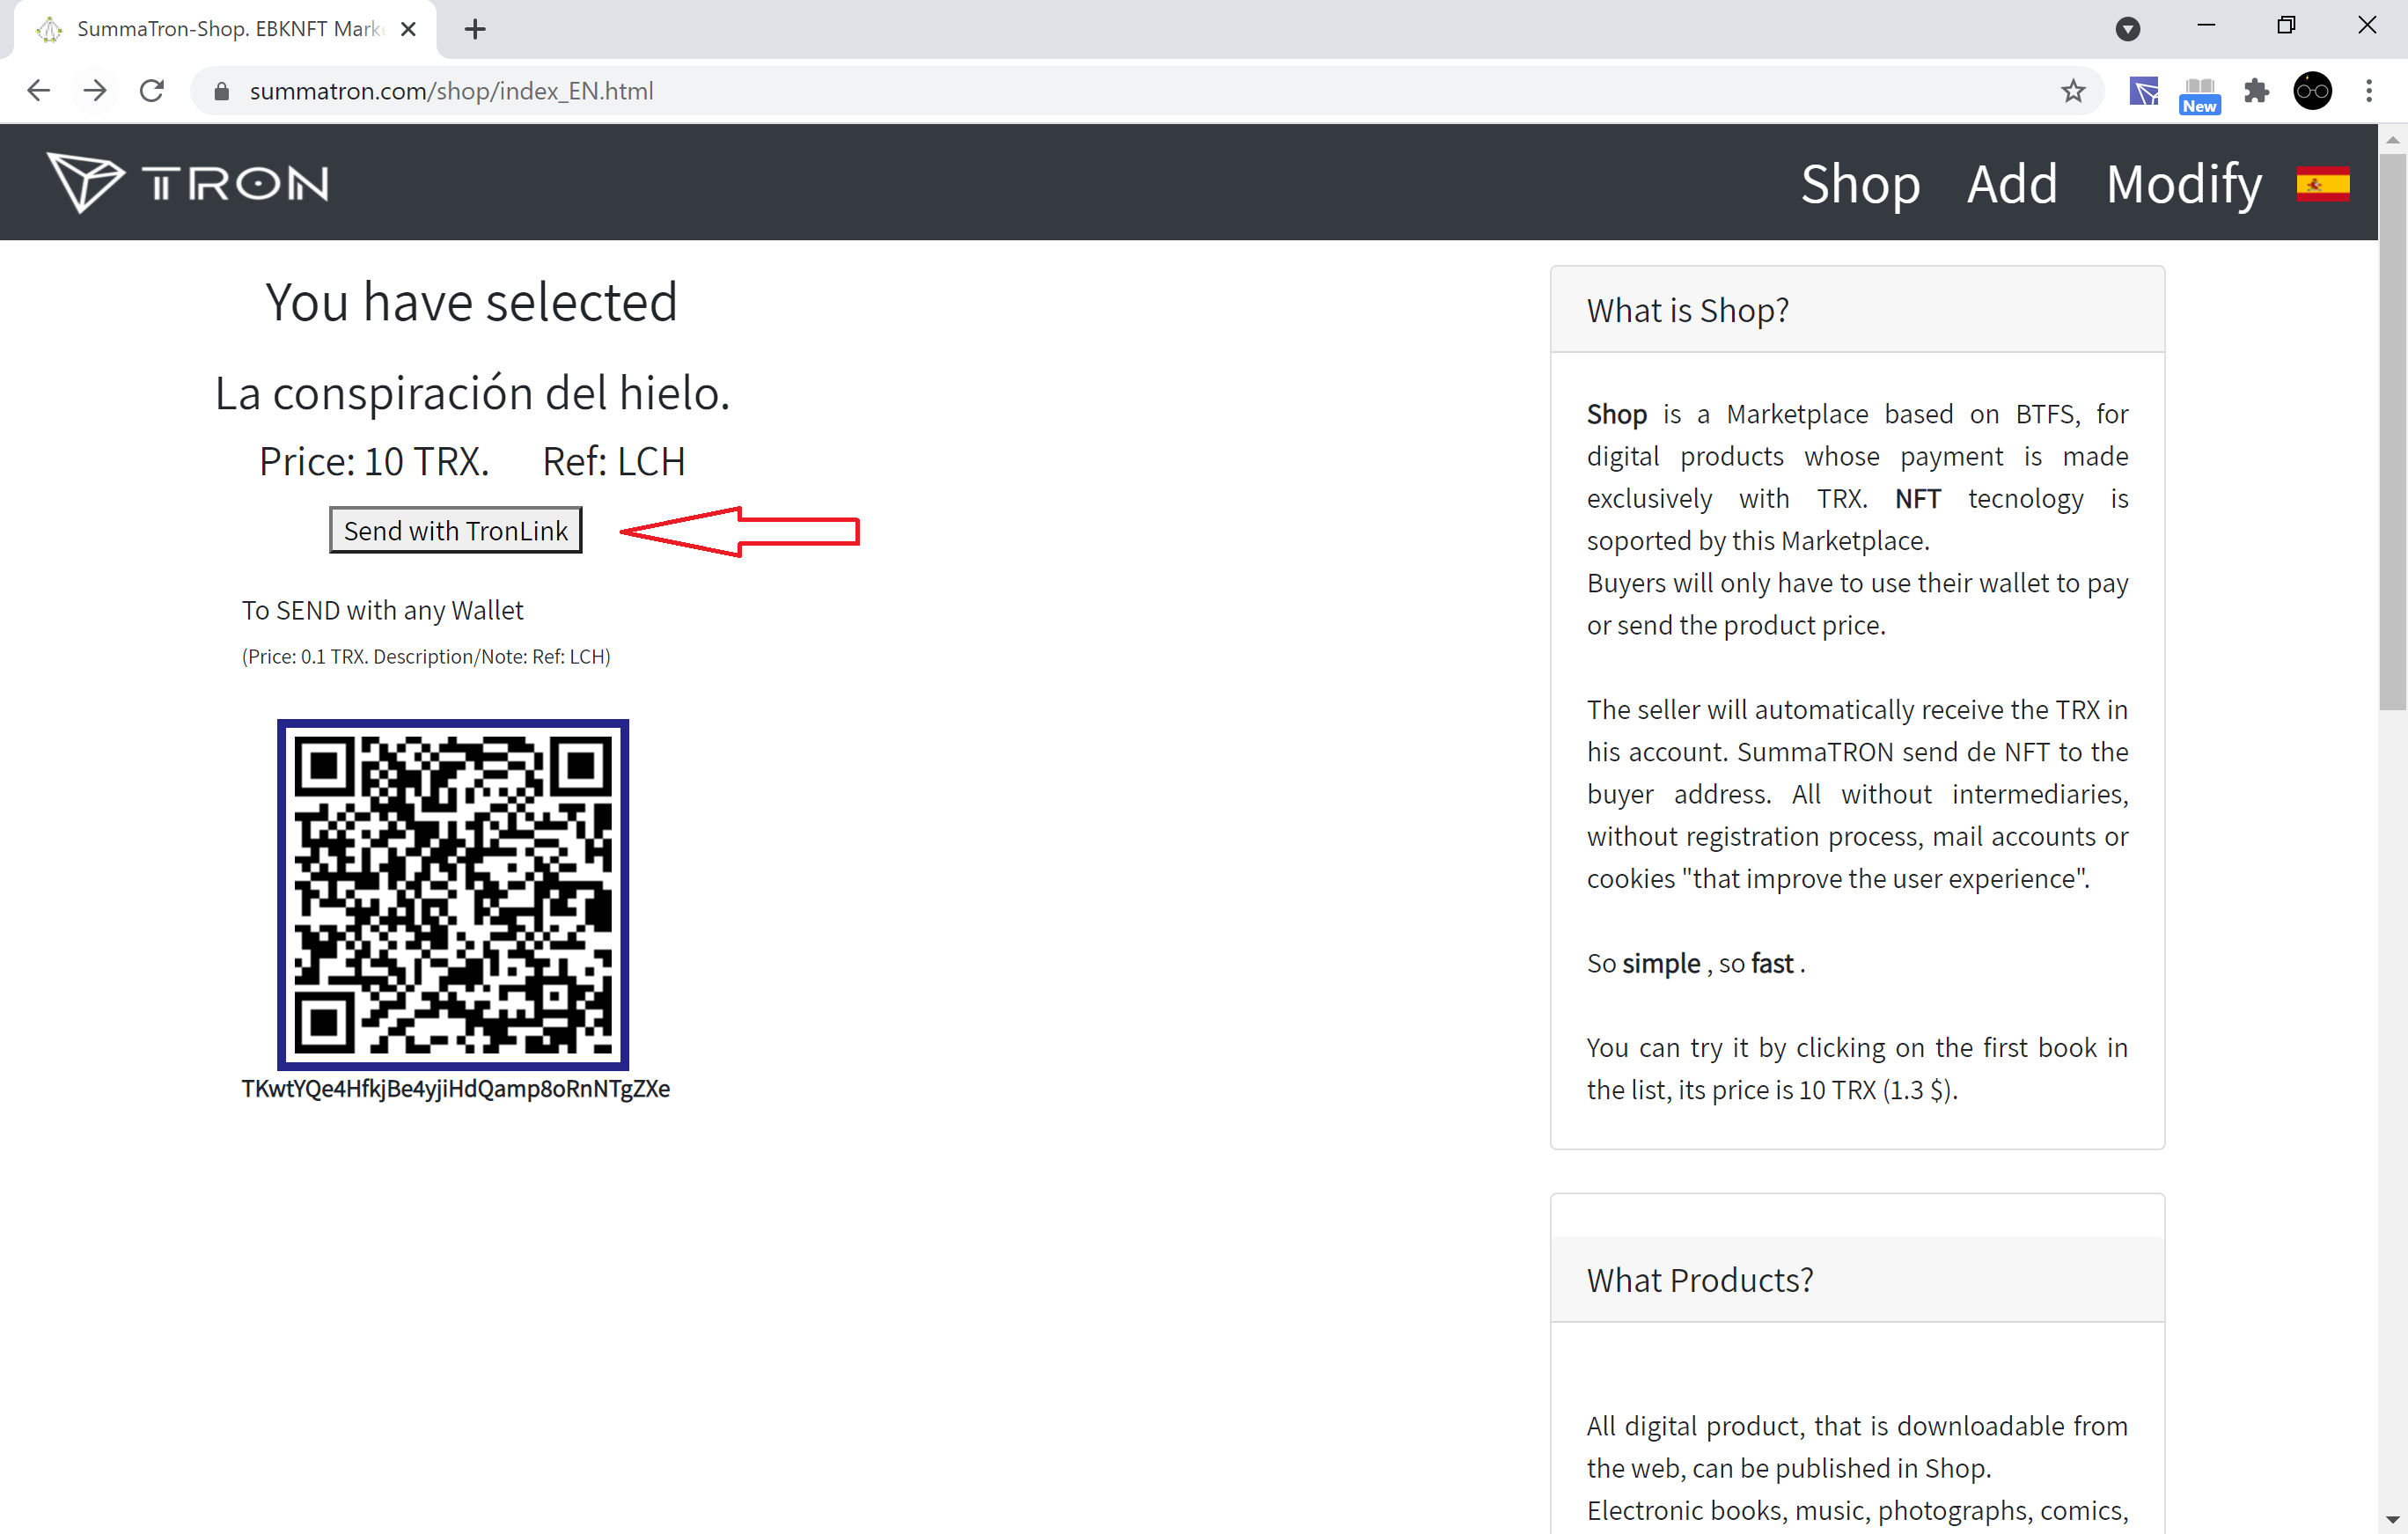 SummaTron-Shop. EBKNFT Mark
summatron.com/shop/index_EN.html
New
TRON
Shop Add Modify
You have selected
La conspiración del hielo.
Price: 10 TRX. Ref: LCH
Send with TronLink
To SEND with any Wallet
(Price: 0.1 TRX. Description/Note: Ref: LCH)
TKwtYQe4HfkjBe4yjiHdQamp8oRnNTgZXe
What is Shop?
Shop is a Marketplace based on BTFS, for
digital products whose payment is made
exclusively with TRX. NFT tecnology is
soported by this Marketplace.
Buyers will only have to use their wallet to pay
or send the product price.
The seller will automatically receive the TRX in
his account. SummaTRON send de NFT to the
buyer address. All without intermediaries,
without registration process, mail accounts or
cookies "that improve the user experience".
So simple , so fast .
You can try it by clicking on the first book in
the list, its price is 10 TRX (1.3 $).
What Products?
All digital product, that is downloadable from
the web, can be published in Shop.
Electronic books, music, photographs, comics,